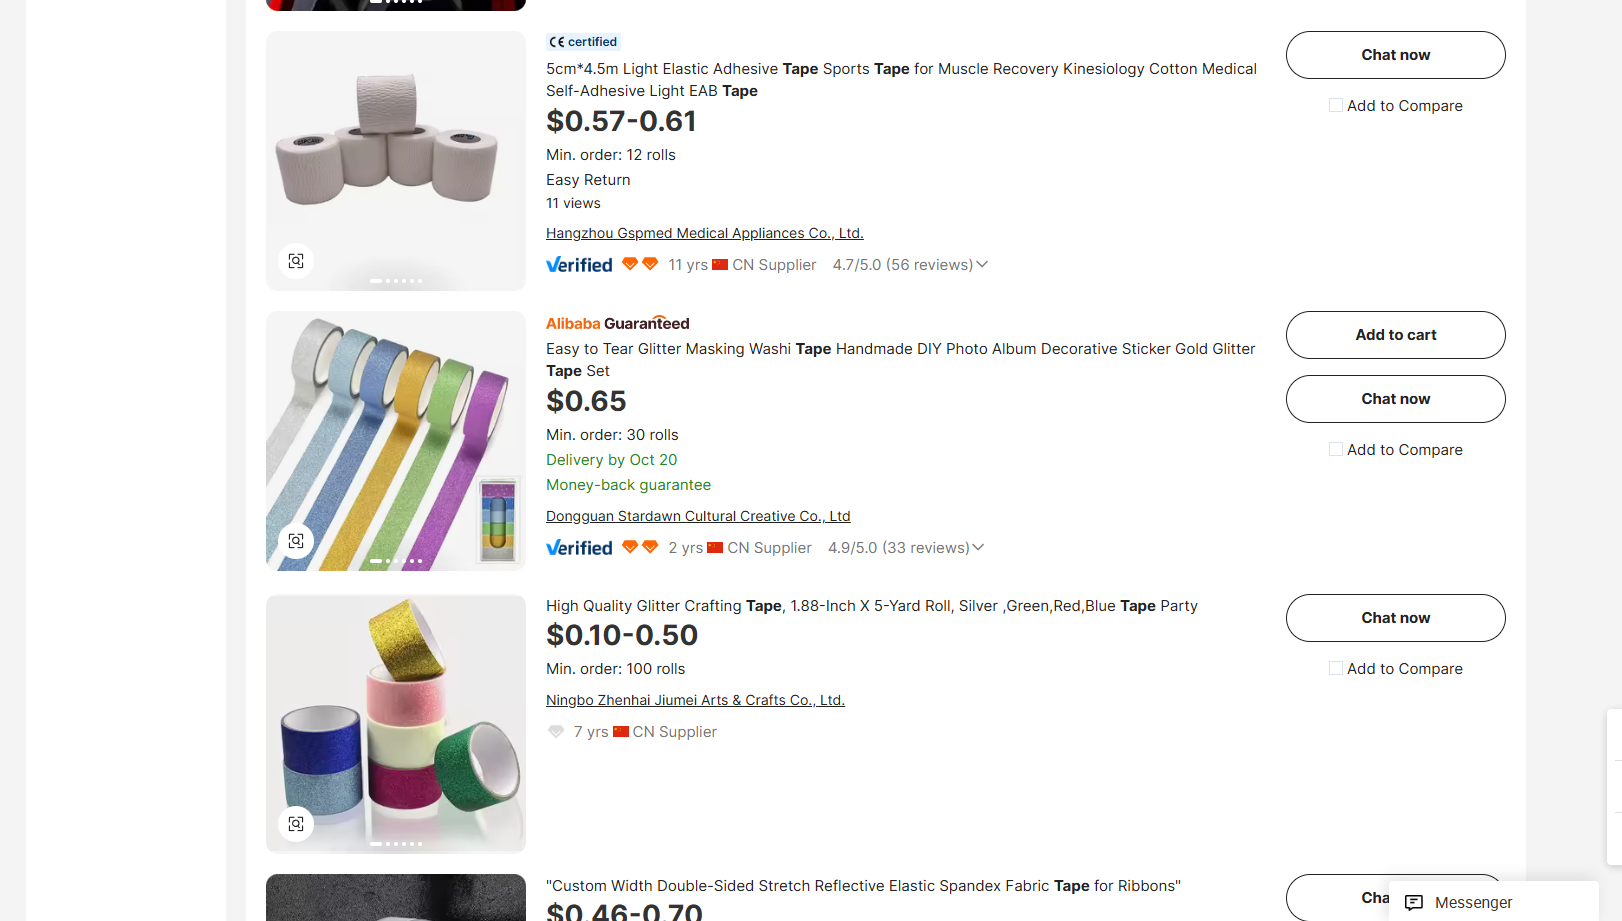 CE certified
5cm*4.5m Light Elastic Adhesive Tape Sports Tape for Muscle Recovery Kinesiology Cotton Medical
Self-Adhesive Light EAB Tape
$0.57-0.61
Min. order: 12 rolls
Easy Return
11 views
Hangzhou Gspmed Medical Appliances Co., Ltd.
Verified 11 yrs CN Supplier 4.7/5.0 (56 reviews)
Chat now
Add to Compare
Alibaba Guaranteed
Easy to Tear Glitter Masking Washi Tape Handmade DIY Photo Album Decorative Sticker Gold Glitter
Tape Set
$0.65
Min. order: 30 rolls
Delivery by Oct 20
Money-back guarantee
Dongguan Stardawn Cultural Creative Co., Ltd
Verified 2 yrs CN Supplier 4.9/5.0 (33 reviews)
Add to cart
Chat now
Add to Compare
High Quality Glitter Crafting Tape, 1.88-Inch X 5-Yard Roll, Silver ,Green,Red,Blue Tape Party
$0.10-0.50
Min. order: 100 rolls
Ningbo Zhenhai Jiumei Arts & Crafts Co., Ltd.
7 yrs CN Supplier
Chat now
Add to Compare
"Custom Width Double-Sided Stretch Reflective Elastic Spandex Fabric Tape for Ribbons"
$0.46-0.70
Cha
Messenger